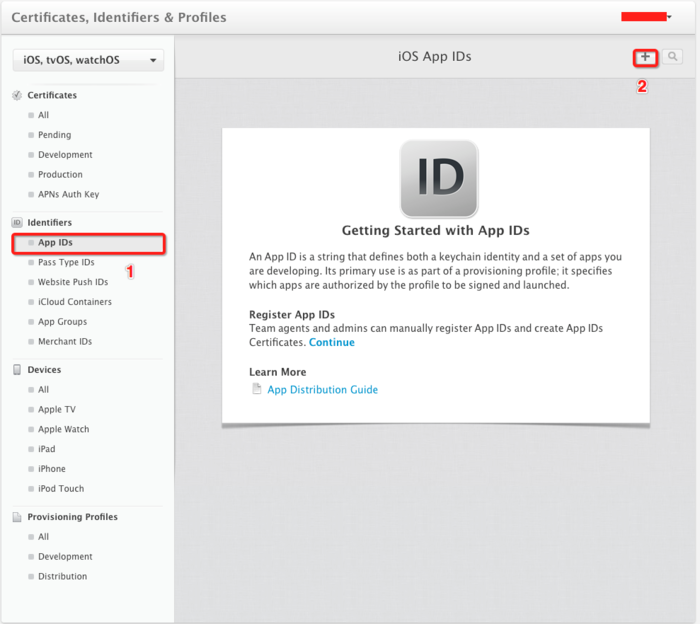 Certificates, Identifiers & Profiles
iOS, tvOS, watchOS
iOS App IDs
+
2
Certificates
All
Pending
Development
Production
APNs Auth Key
ID
Identifiers
App IDs
Pass Type IDs
1
Website Push IDs
iCloud Containers
App Groups
Merchant IDs
Devices
All
Apple TV
Apple Watch
iPad
iPhone
iPod Touch
Provisioning Profiles
All
Development
Distribution
ID
Getting Started with App IDs
An App ID is a string that defines both a keychain identity and a set of apps you
are developing. Its primary use is as part of a provisioning profile; it specifies
which apps are authorized by the profile to be signed and launched.
Register App IDs
Team agents and admins can manually register App IDs and create App IDs
Certificates. Continue
Learn More
App Distribution Guide